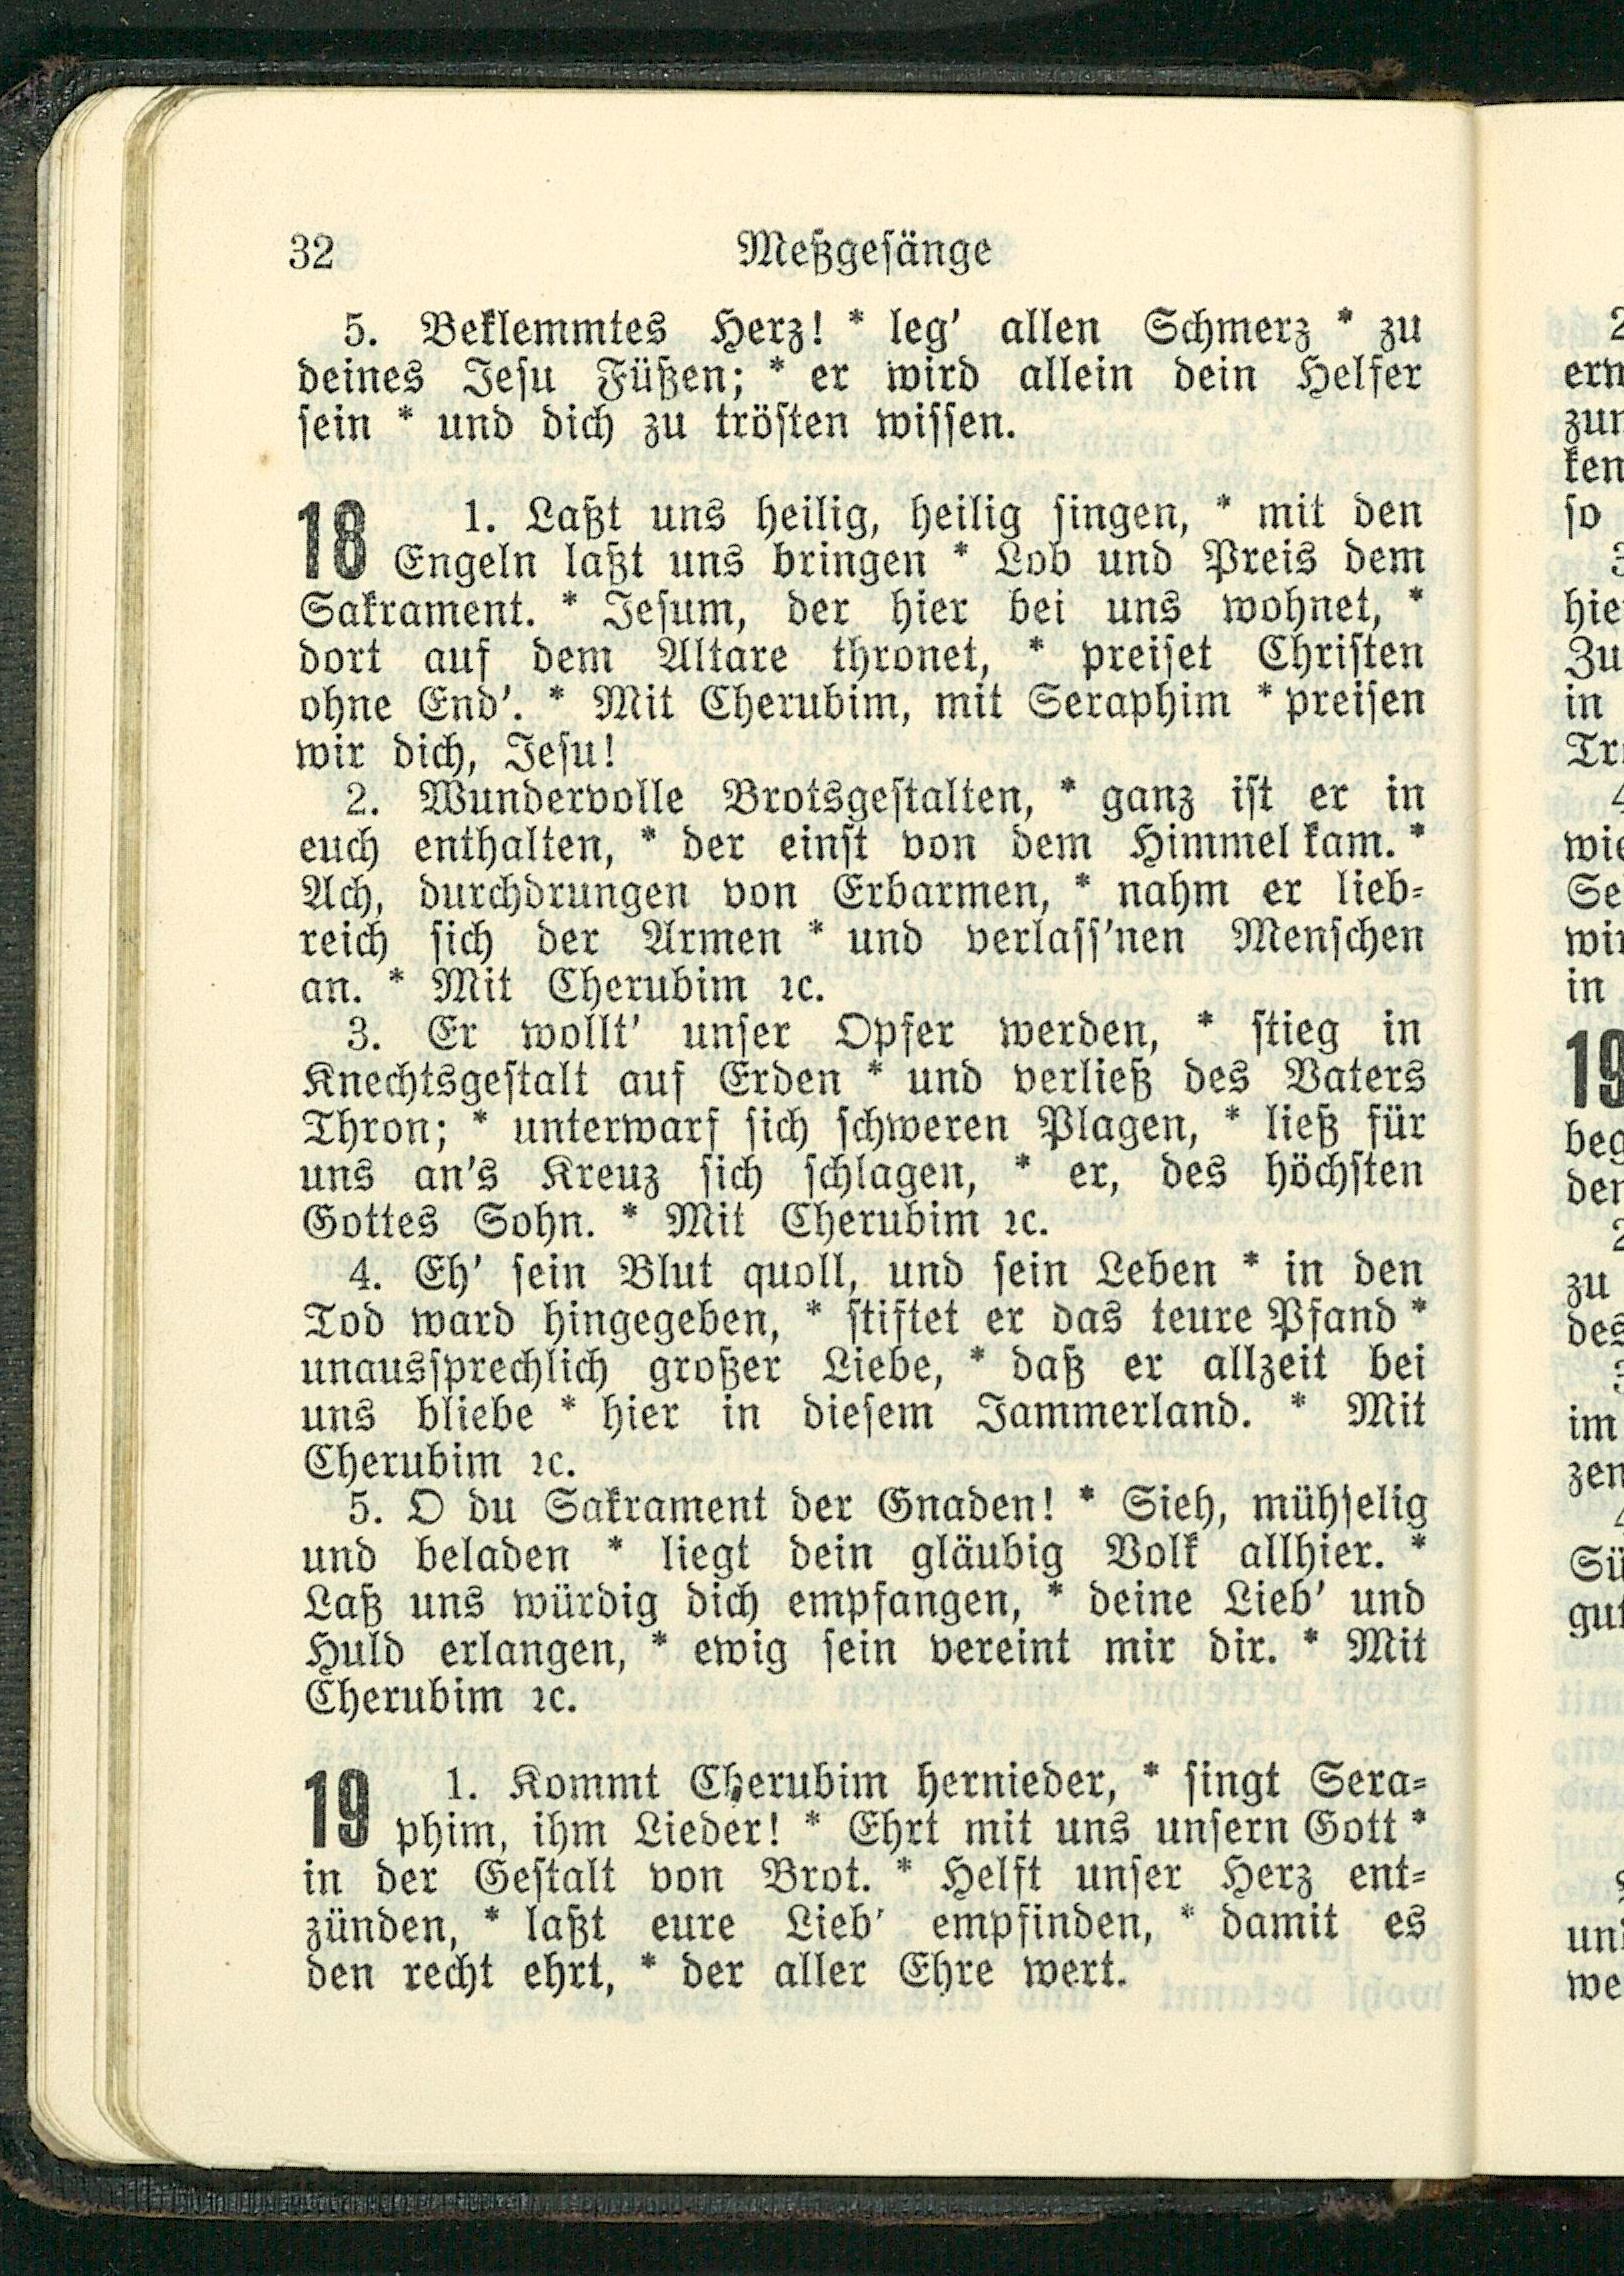 32 Meßgesänge
5. Beklemmtes Herz! * leg' allen Schmerz * zu
deines Jesu Füßen; * er wird allein dein Helfer
sein * und dich zu trösten wissen.
18 1. Laßt uns heilig, heilig singen, * mit den
Engeln laßt uns bringen * Lob und Preis dem
Sakrament. * Jesum, der hier bei uns wohnet, *
dort auf dem Altare thronet, * preiset Christen
ohne End'. * Mit Cherubim, mit Seraphim * preisen
wir dich, Jesu!
2. Wundervolle Brotsgestalten, * ganz ist er in
euch enthalten, * der einst von dem Himmel kam. *
Ach, durchdrungen von Erbarmen, * nahm er lieb-
reich sich der Armen * und verlass'nen Menschen
an. * Mit Cherubim ꝛc.
3. Er wollt' unser Opfer werden, * stieg in
Knechtsgestalt auf Erden * und verließ des Vaters
Thron; * unterwarf sich schweren Plagen, * ließ für
uns an's Kreuz sich schlagen, * er, des höchsten
Gottes Sohn. * Mit Cherubim ꝛc.
4. Eh' sein Blut quoll, und sein Leben * in den
Tod ward hingegeben, * stiftet er das teure Pfand *
unaussprechlich großer Liebe, * daß er allzeit bei
uns bliebe * hier in diesem Jammerland. * Mit
Cherubim ꝛc.
5. O du Sakrament der Gnaden! * Sieh, mühselig
und beladen * liegt dein gläubig Volk allhier. *
Laß uns würdig dich empfangen, * deine Lieb' und
Huld erlangen, * ewig sein vereint mir dir. * Mit
Cherubim ꝛc.
19 1. Kommt Cherubim hernieder, * singt Sera-
phim, ihm Lieder! * Ehrt mit uns unsern Gott *
in der Gestalt von Brot. * Helft unser Herz ent-
zünden, * laßt eure Lieb' empfinden, * damit es
den recht ehrt, * der aller Ehre wert.